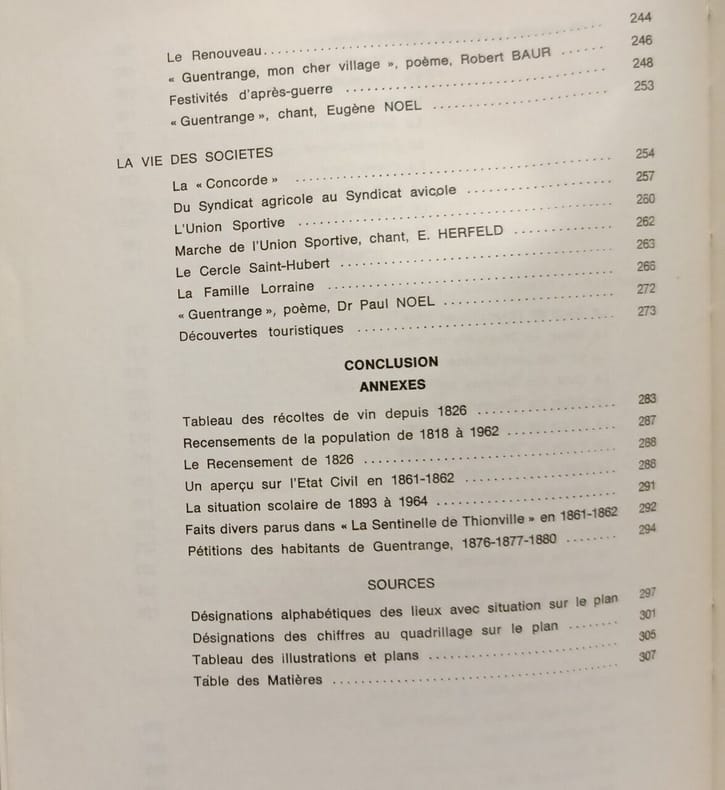 Le Renouveau 244
« Guentrange, mon cher village », poème, Robert BAUR 246
Festivités d'après-guerre 248
« Guentrange », chant, Eugène NOEL 253
LA VIE DES SOCIETES
La « Concorde » 254
Du Syndicat agricole au Syndicat avicole 257
L'Union Sportive 260
Marche de l'Union Sportive, chant, E. HERFELD 262
Le Cercle Saint-Hubert 263
La Famille Lorraine 266
« Guentrange », poème, Dr Paul NOEL 272
Découvertes touristiques 273
CONCLUSION
ANNEXES
Tableau des récoltes de vin depuis 1826 283
Recensements de la population de 1818 à 1962 287
Le Recensement de 1826 288
Un aperçu sur l'Etat Civil en 1861-1862 288
La situation scolaire de 1893 à 1964 291
Faits divers parus dans « La Sentinelle de Thionville » en 1861-1862 292
Pétitions des habitants de Guentrange, 1876-1877-1880 294
SOURCES
Désignations alphabétiques des lieux avec situation sur le plan 297
Désignations des chiffres au quadrillage sur le plan 301
Tableau des illustrations et plans 305
Table des Matières 307